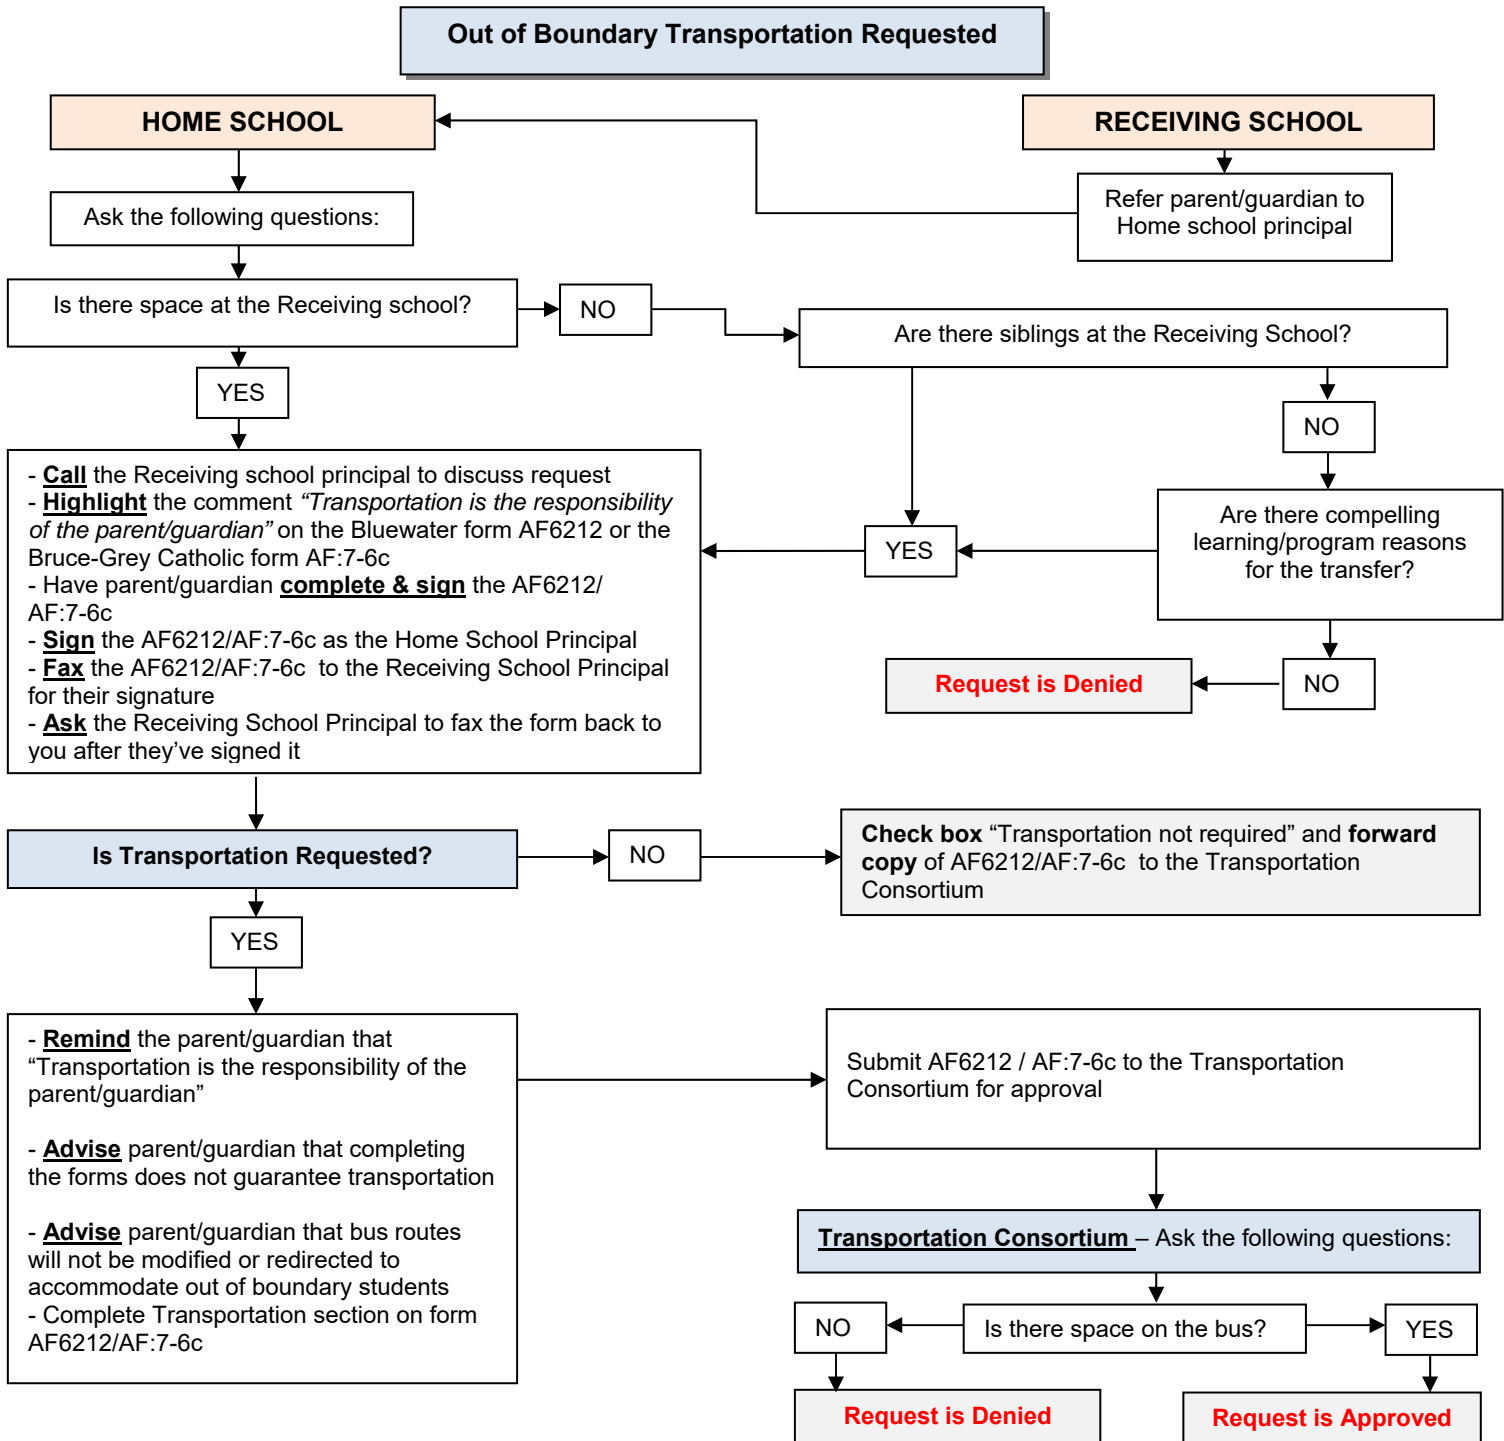 Out of Boundary Transportation Requested
HOME SCHOOL
RECEIVING SCHOOL
Ask the following questions:
Refer parent/guardian to
Home school principal
Is there space at the Receiving school?
NO
Are there siblings at the Receiving School?
YES
NO
- Call the Receiving school principal to discuss request
- Highlight the comment “Transportation is the responsibility
of the parent/guardian” on the Bluewater form AF6212 or the
Bruce-Grey Catholic form AF:7-6c
- Have parent/guardian complete & sign the AF6212/
AF:7-6c
- Sign the AF6212/AF:7-6c as the Home School Principal
- Fax the AF6212/AF:7-6c to the Receiving School Principal
for their signature
- Ask the Receiving School Principal to fax the form back to
you after they’ve signed it
YES
Are there compelling
learning/program reasons
for the transfer?
Request is Denied
NO
Is Transportation Requested?
NO
Check box “Transportation not required” and forward
copy of AF6212/AF:7-6c to the Transportation
Consortium
YES
- Remind the parent/guardian that
“Transportation is the responsibility of the
parent/guardian”
- Advise parent/guardian that completing
the forms does not guarantee transportation
- Advise parent/guardian that bus routes
will not be modified or redirected to
accommodate out of boundary students
- Complete Transportation section on form
AF6212/AF:7-6c
Submit AF6212 / AF:7-6c to the Transportation
Consortium for approval
Transportation Consortium – Ask the following questions:
NO
Is there space on the bus?
YES
Request is Denied
Request is Approved